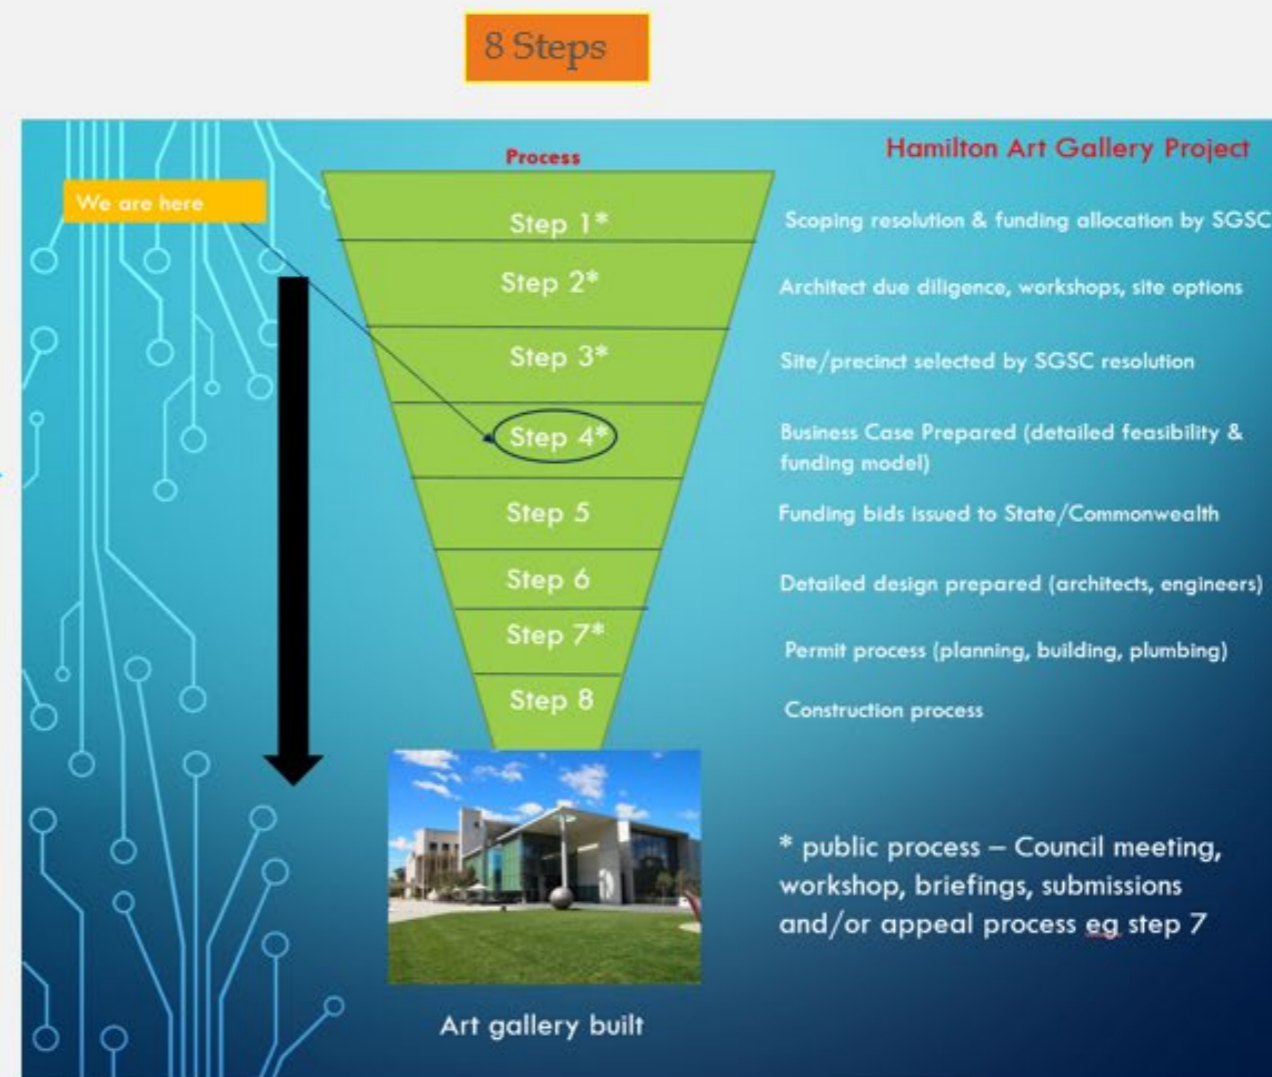 8 Steps
Process
Hamilton Art Gallery Project
We are here
Step 1*
Scoping resolution & funding allocation by SGSC
Step 2*
Architect due diligence, workshops, site options
Step 3*
Site/precinct selected by SGSC resolution
Step 4*
Business Case Prepared (detailed feasibility &
funding model)
Step 5
Funding bids issued to State/Commonwealth
Step 6
Detailed design prepared (architects, engineers)
Step 7*
Permit process (planning, building, plumbing)
Step 8
Construction process
* public process – Council meeting,
workshop, briefings, submissions
and/or appeal process eg step 7
Art gallery built